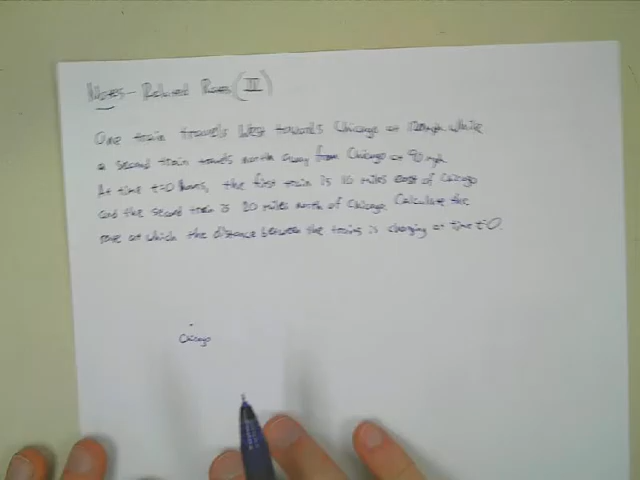 Notes - Related Rates (II)
One train travels West towards Chicago at 120mph while
a second train travels north away from Chicago at 90 mph
At time t=0 hours, the first train is 10 miles east of Chicago
and the second train is 20 miles north of Chicago. Calculate the
rate at which the distance between the trains is changing at time t=0.
Chicago